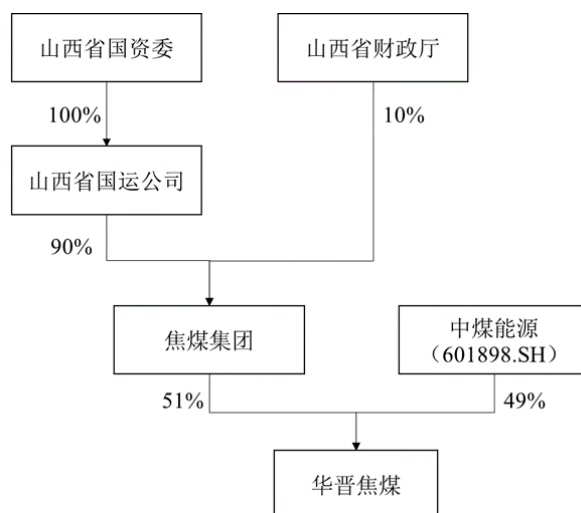 山西省国资委
山西省财政厅
100%
10%
山西省国运公司
90%
焦煤集团
中煤能源
（601898.SH）
51%
49%
华晋焦煤